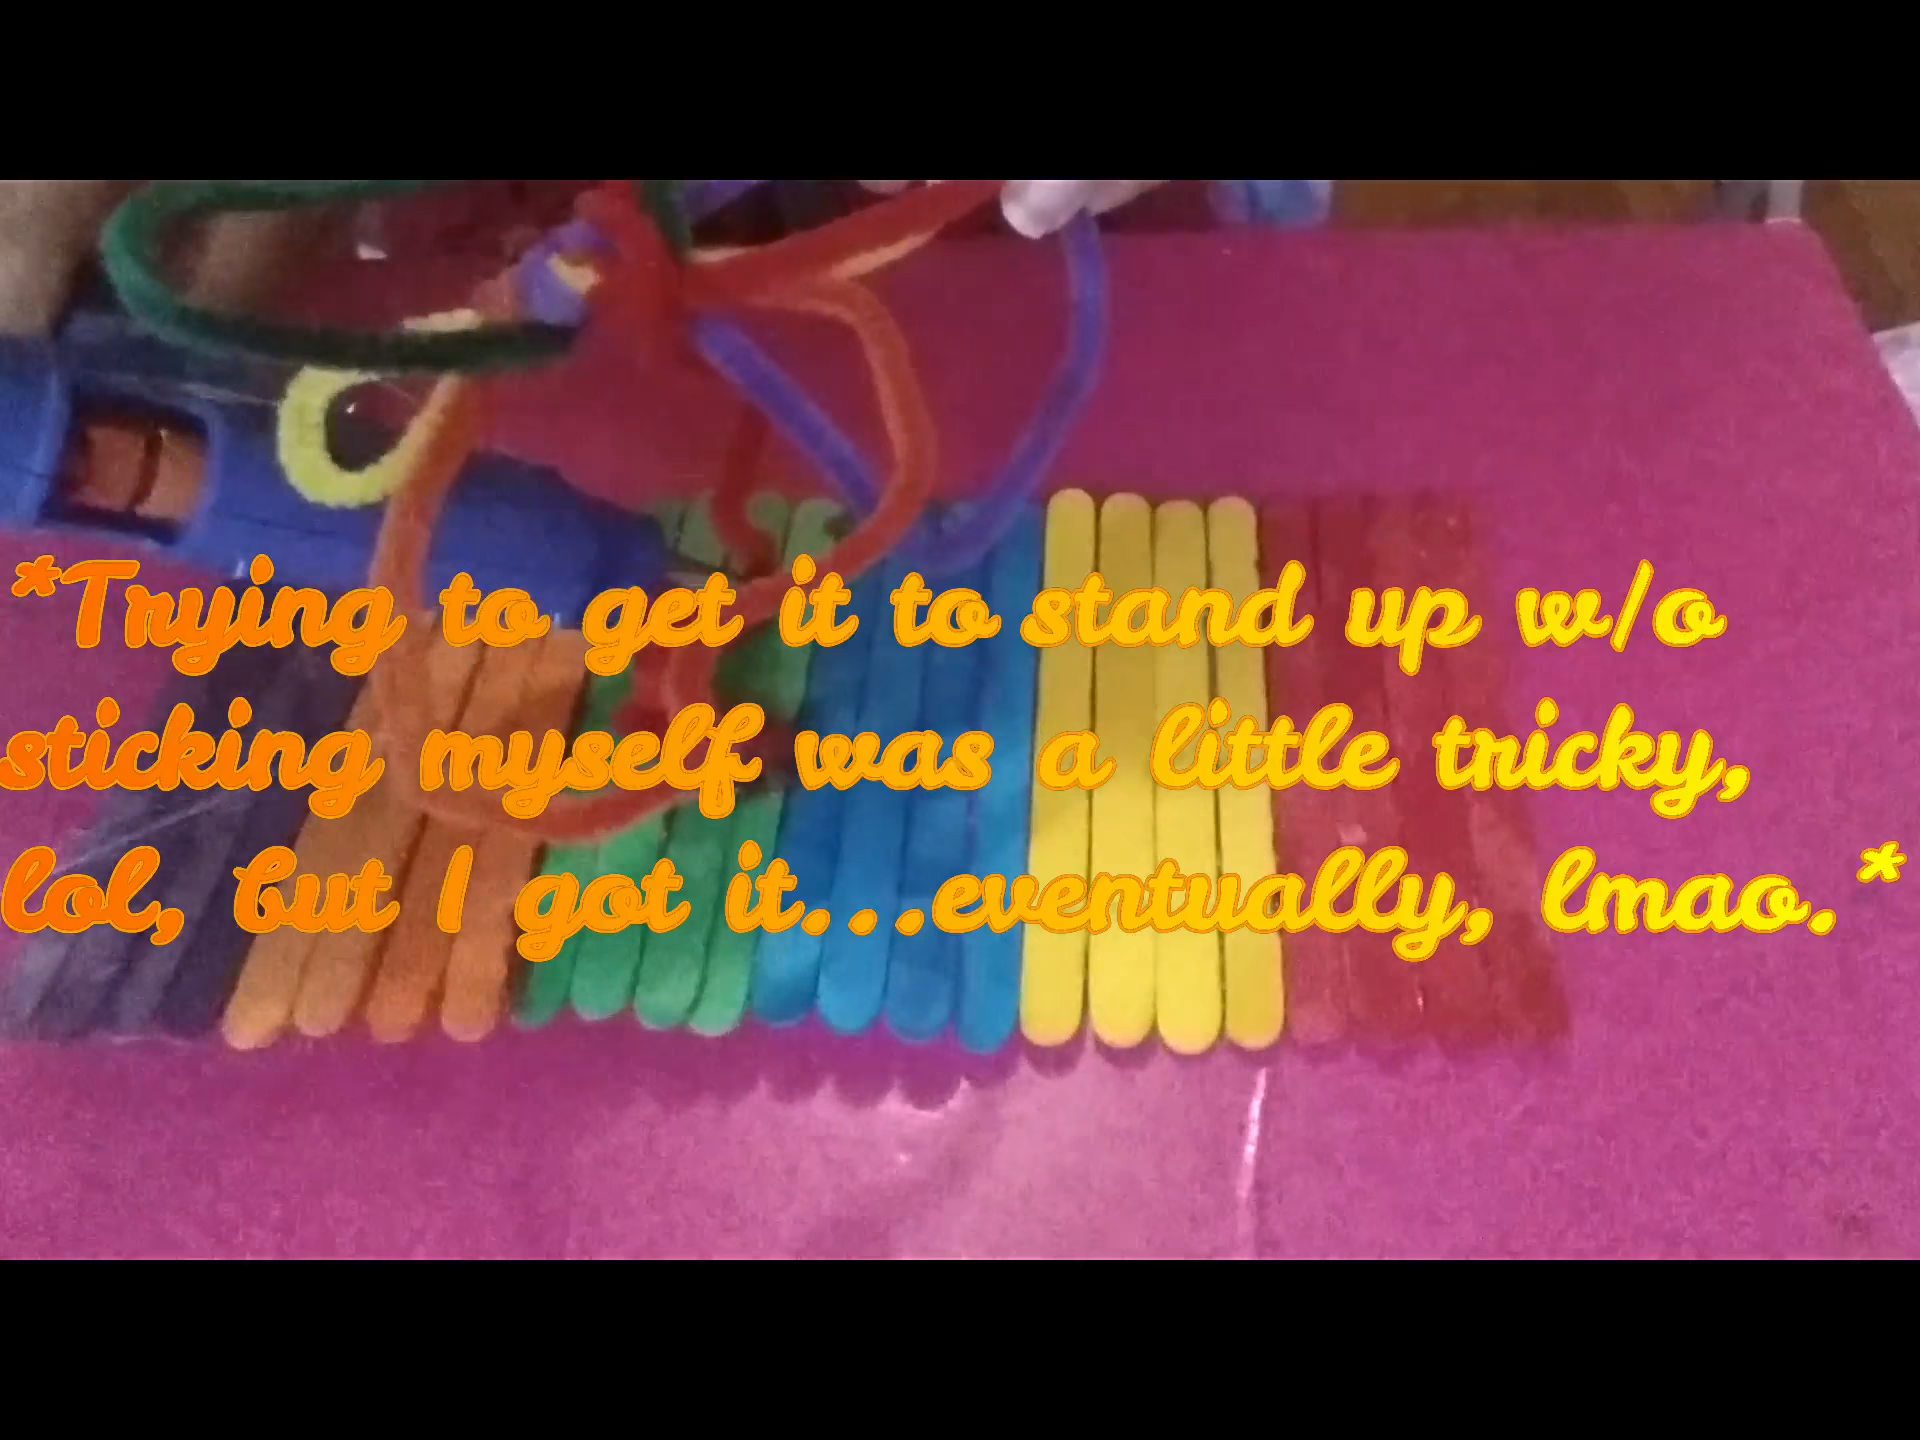 *Trying to get it to stand up w/o
sticking myself was a little tricky,
lol, but I got it...eventually, lmao.*